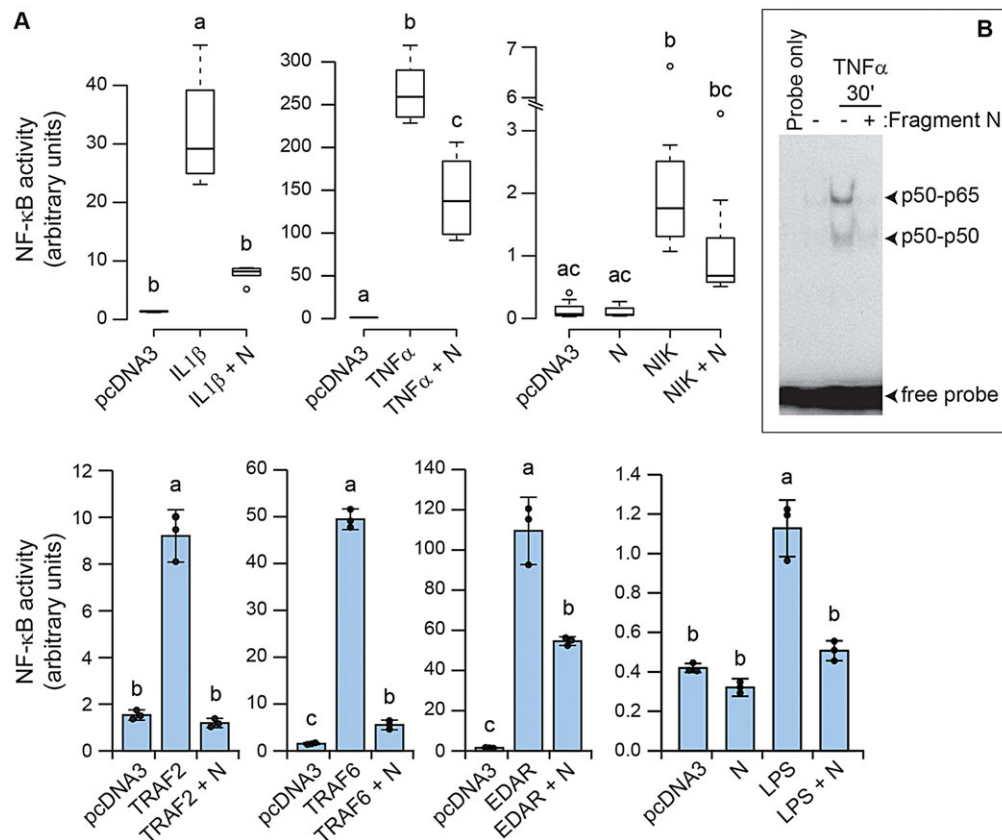 A
NF-κB activity
(arbitrary units)
40
30
20
10
0
a
b
b
pcDNA3
IL1β
IL1β + N
300
250
200
150
100
50
0
b
c
a
pcDNA3
TNFα
TNFα + N
7
6
2
1
0
b
bc
ac
ac
pcDNA3
N
NIK
NIK + N
B
Probe only
TNFα
30'
- - + :Fragment N
p50-p65
p50-p50
free probe
NF-κB activity
(arbitrary units)
12
10
8
6
4
2
0
a
b
b
pcDNA3
TRAF2
TRAF2 + N
60
50
40
30
20
10
0
a
b
c
pcDNA3
TRAF6
TRAF6 + N
140
120
100
80
60
40
20
0
a
b
c
pcDNA3
EDAR
EDAR + N
1.4
1.2
1.0
0.8
0.6
0.4
0.2
0.0
a
b
b
b
pcDNA3
N
LPS
LPS + N